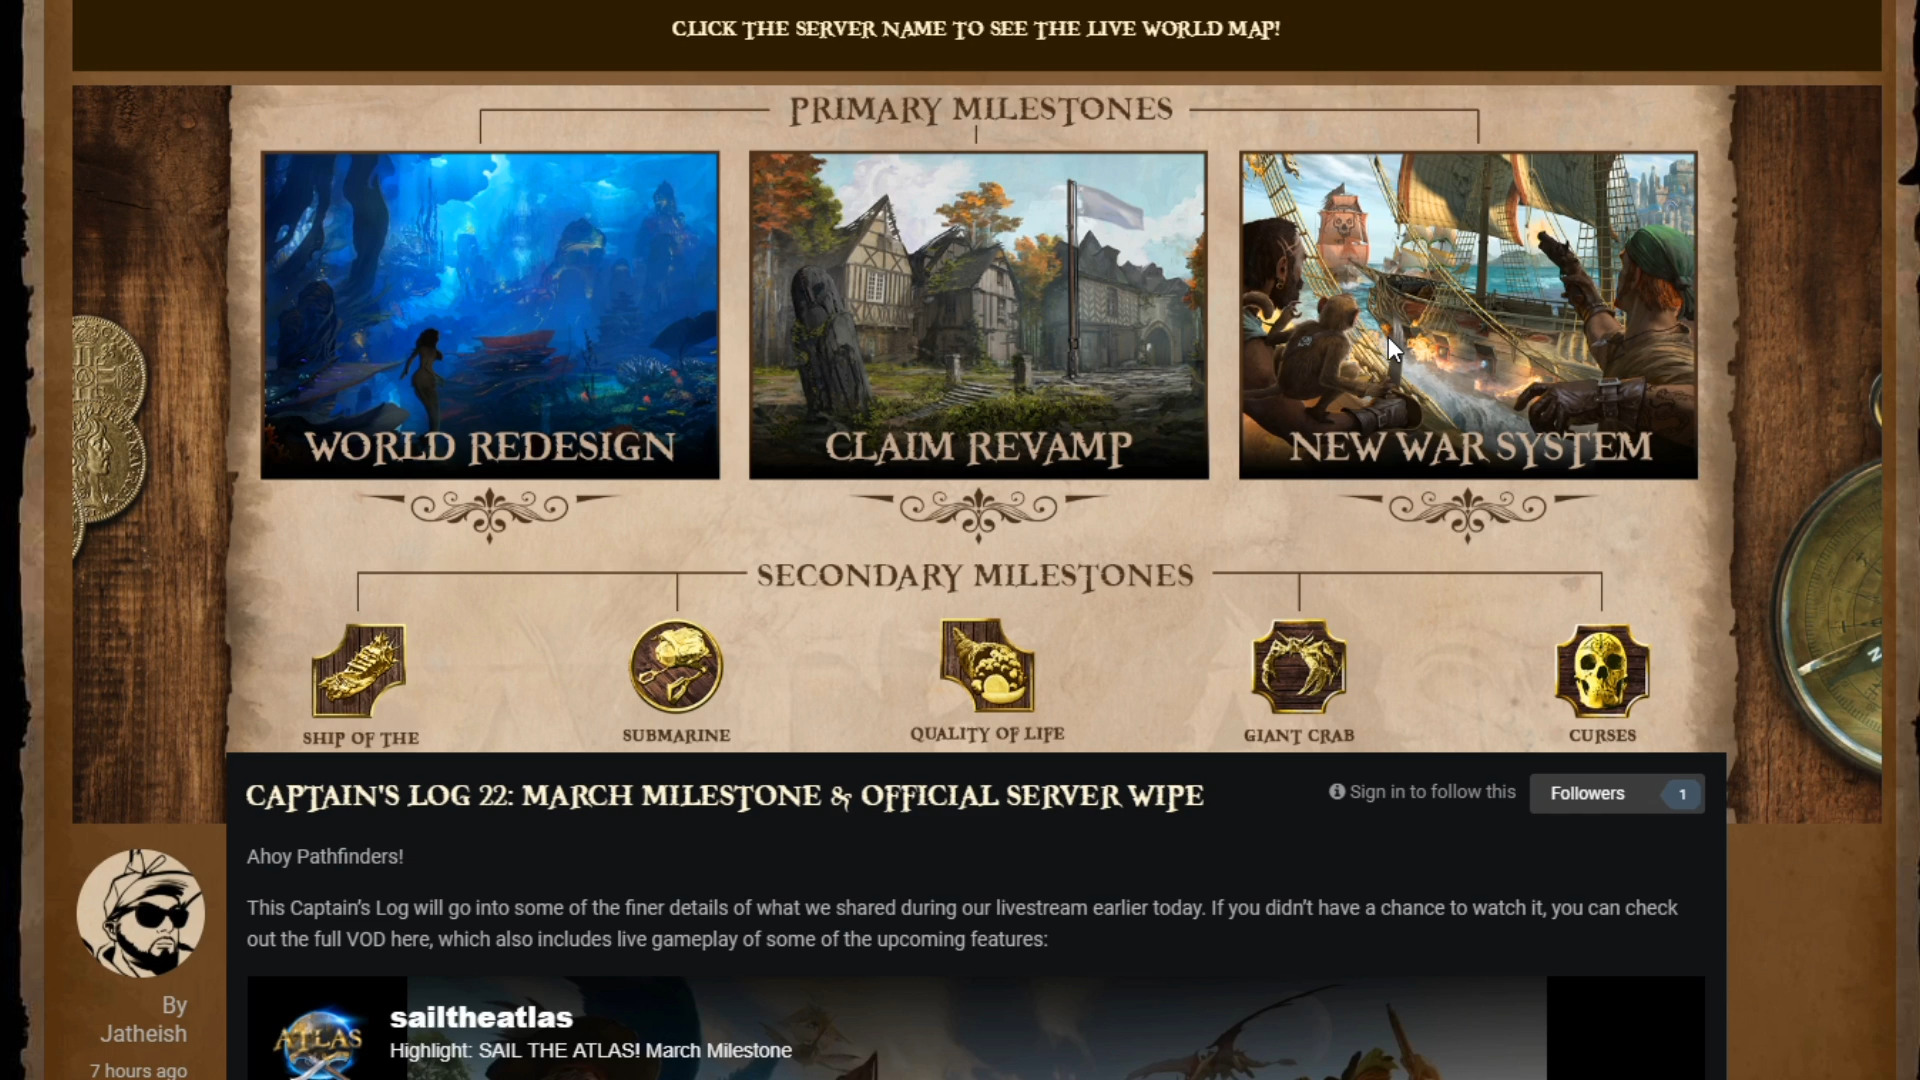 CLICK THE SERVER NAME TO SEE THE LIVE WORLD MAP!
PRIMARY MILESTONES
WORLD REDESIGN
CLAIM REVAMP
NEW WAR SYSTEM
SECONDARY MILESTONES
SHIP OF THE
SUBMARINE
QUALITY OF LIFE
GIANT CRAB
CURSES
CAPTAIN'S LOG 22: MARCH MILESTONE & OFFICIAL SERVER WIPE
Sign in to follow this
Followers
1
Ahoy Pathfinders!
This Captain's Log will go into some of the finer details of what we shared during our livestream earlier today. If you didn't have a chance to watch it, you can check
out the full VOD here, which also includes live gameplay of some of the upcoming features:
By
Jatheish
7 hours ago
ATLAS
sailtheatlas
Highlight: SAIL THE ATLAS! March Milestone